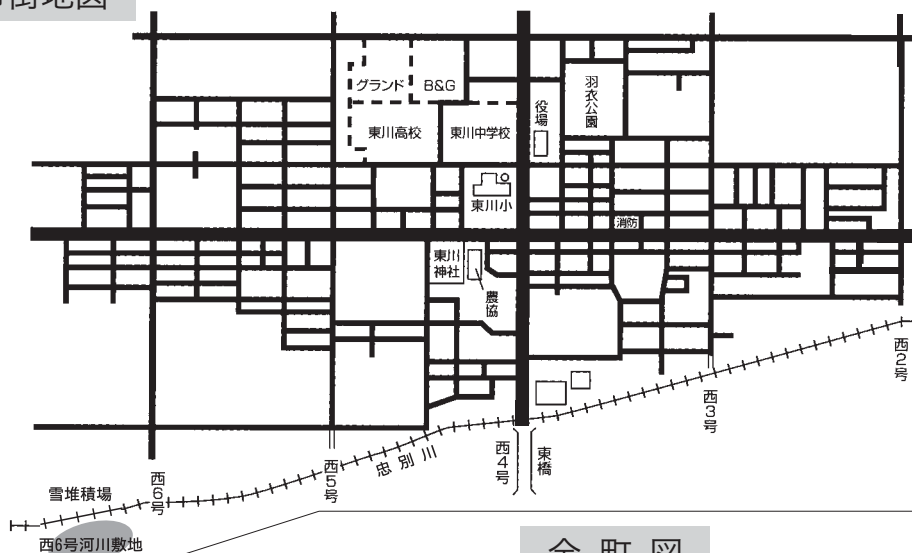 市街地図
グランド
B&G
羽衣公園
役場
東川高校
東川中学校
東川小
消防
東川
神社
農協
西2号
西3号
西4号
東橋
西5号
忠別川
西6号
雪堆積場
西6号河川敷地
全町図